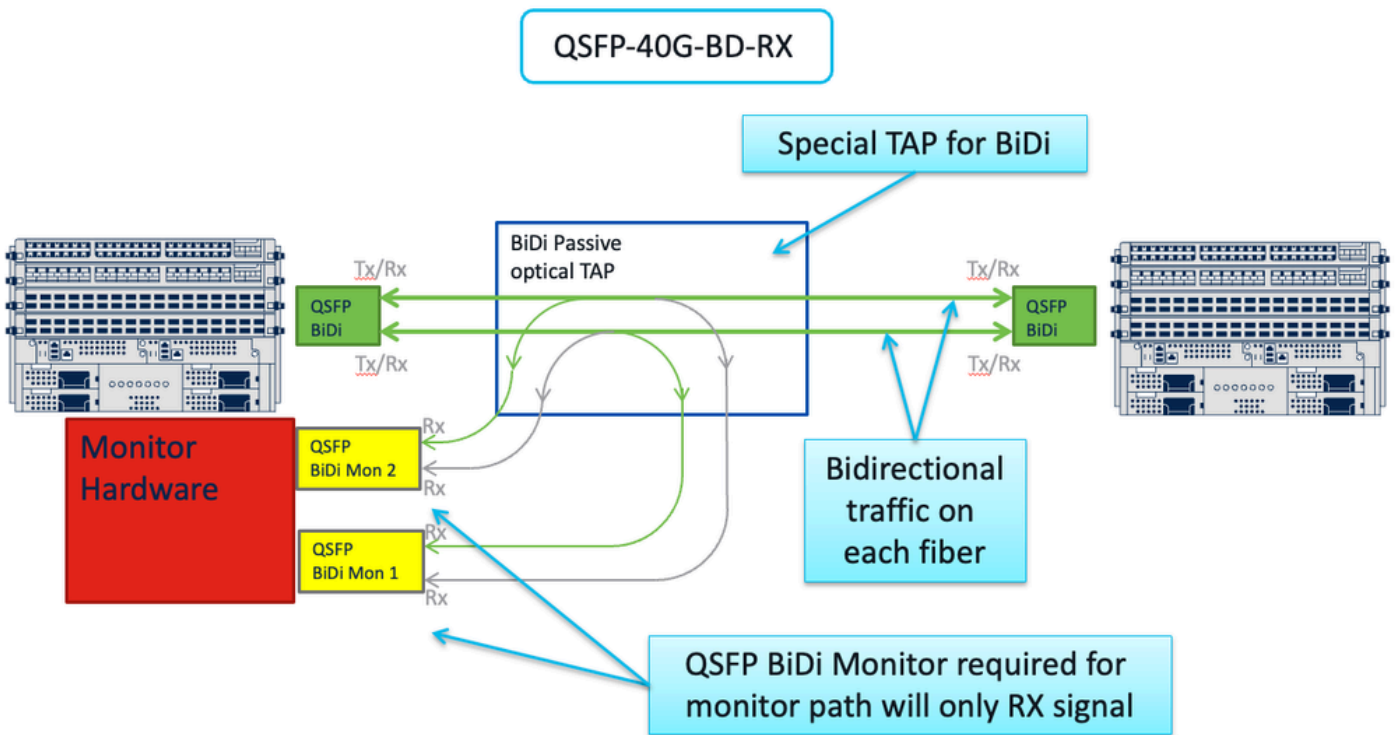 QSFP-40G-BD-RX
Special TAP for BiDi
BiDi Passive
optical TAP
Tx/Rx
Tx/Rx
QSFP
BiDi
QSFP
BiDi
Tx/Rx
Tx/Rx
Monitor
Hardware
QSFP
BiDi Mon 2
Rx
Rx
QSFP
BiDi Mon 1
Rx
Rx
Bidirectional
traffic on
each fiber
QSFP BiDi Monitor required for
monitor path will only RX signal